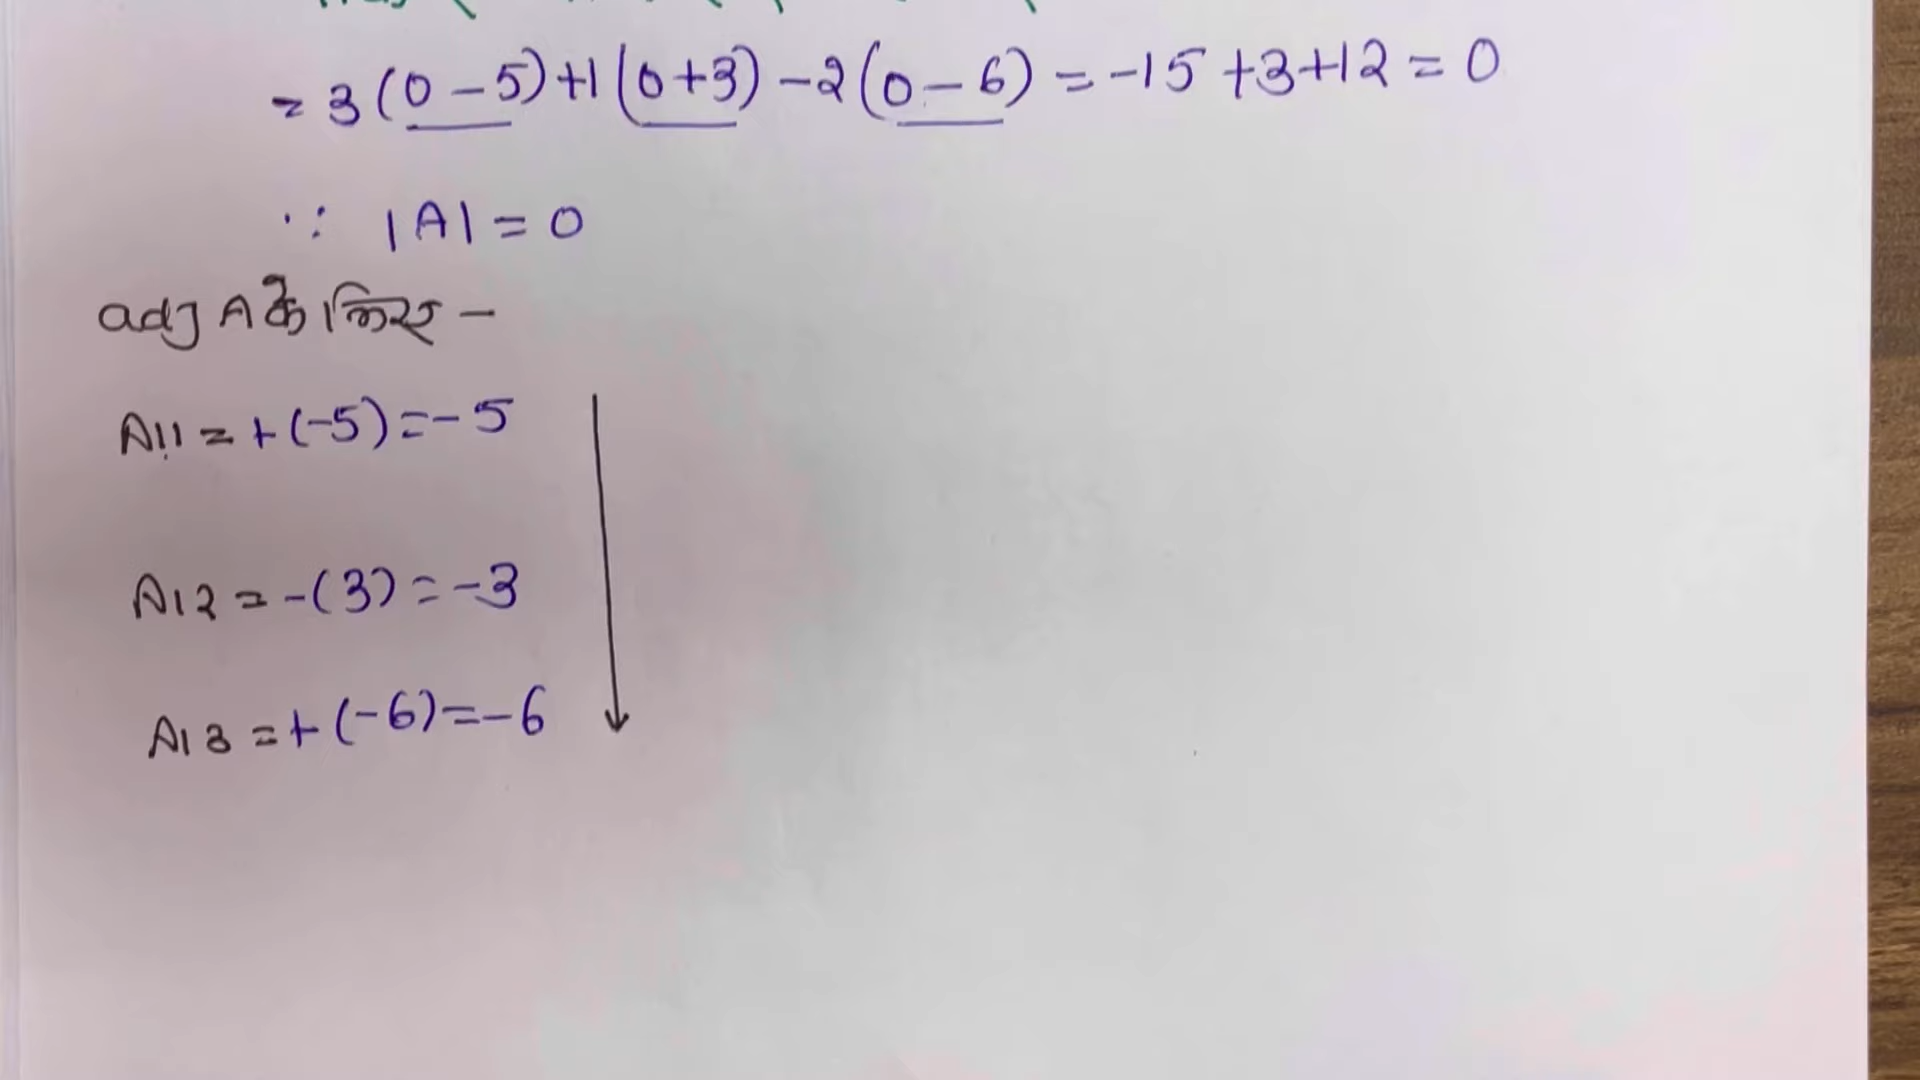 = 3 (0 - 5) + 1 (0 + 3) - 2 (0 - 6) = -15 + 3 + 12 = 0
∵ |A| = 0
adj A के लिए -
A11 = + (-5) = - 5
A12 = - (3) = - 3
A13 = + (-6) = - 6